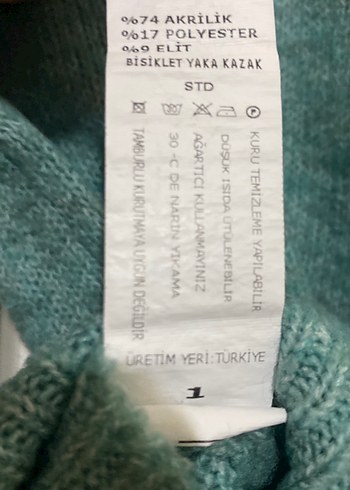 %74 AKRİLİK
%17 POLYESTER
%9 ELİT
BİSİKLET YAKA KAZAK
STD
KURU TEMİZLEME YAPILABİLİR
DÜŞÜK ISIDA ÜTÜLENEBİLİR
AĞARTICI KULLANMAYINIZ
30 °C DE NARİN YIKAMA
TAMBURLU KURUTMAYA UYGUN DEĞİLDİR
ÜRETİM YERİ:TÜRKİYE
1